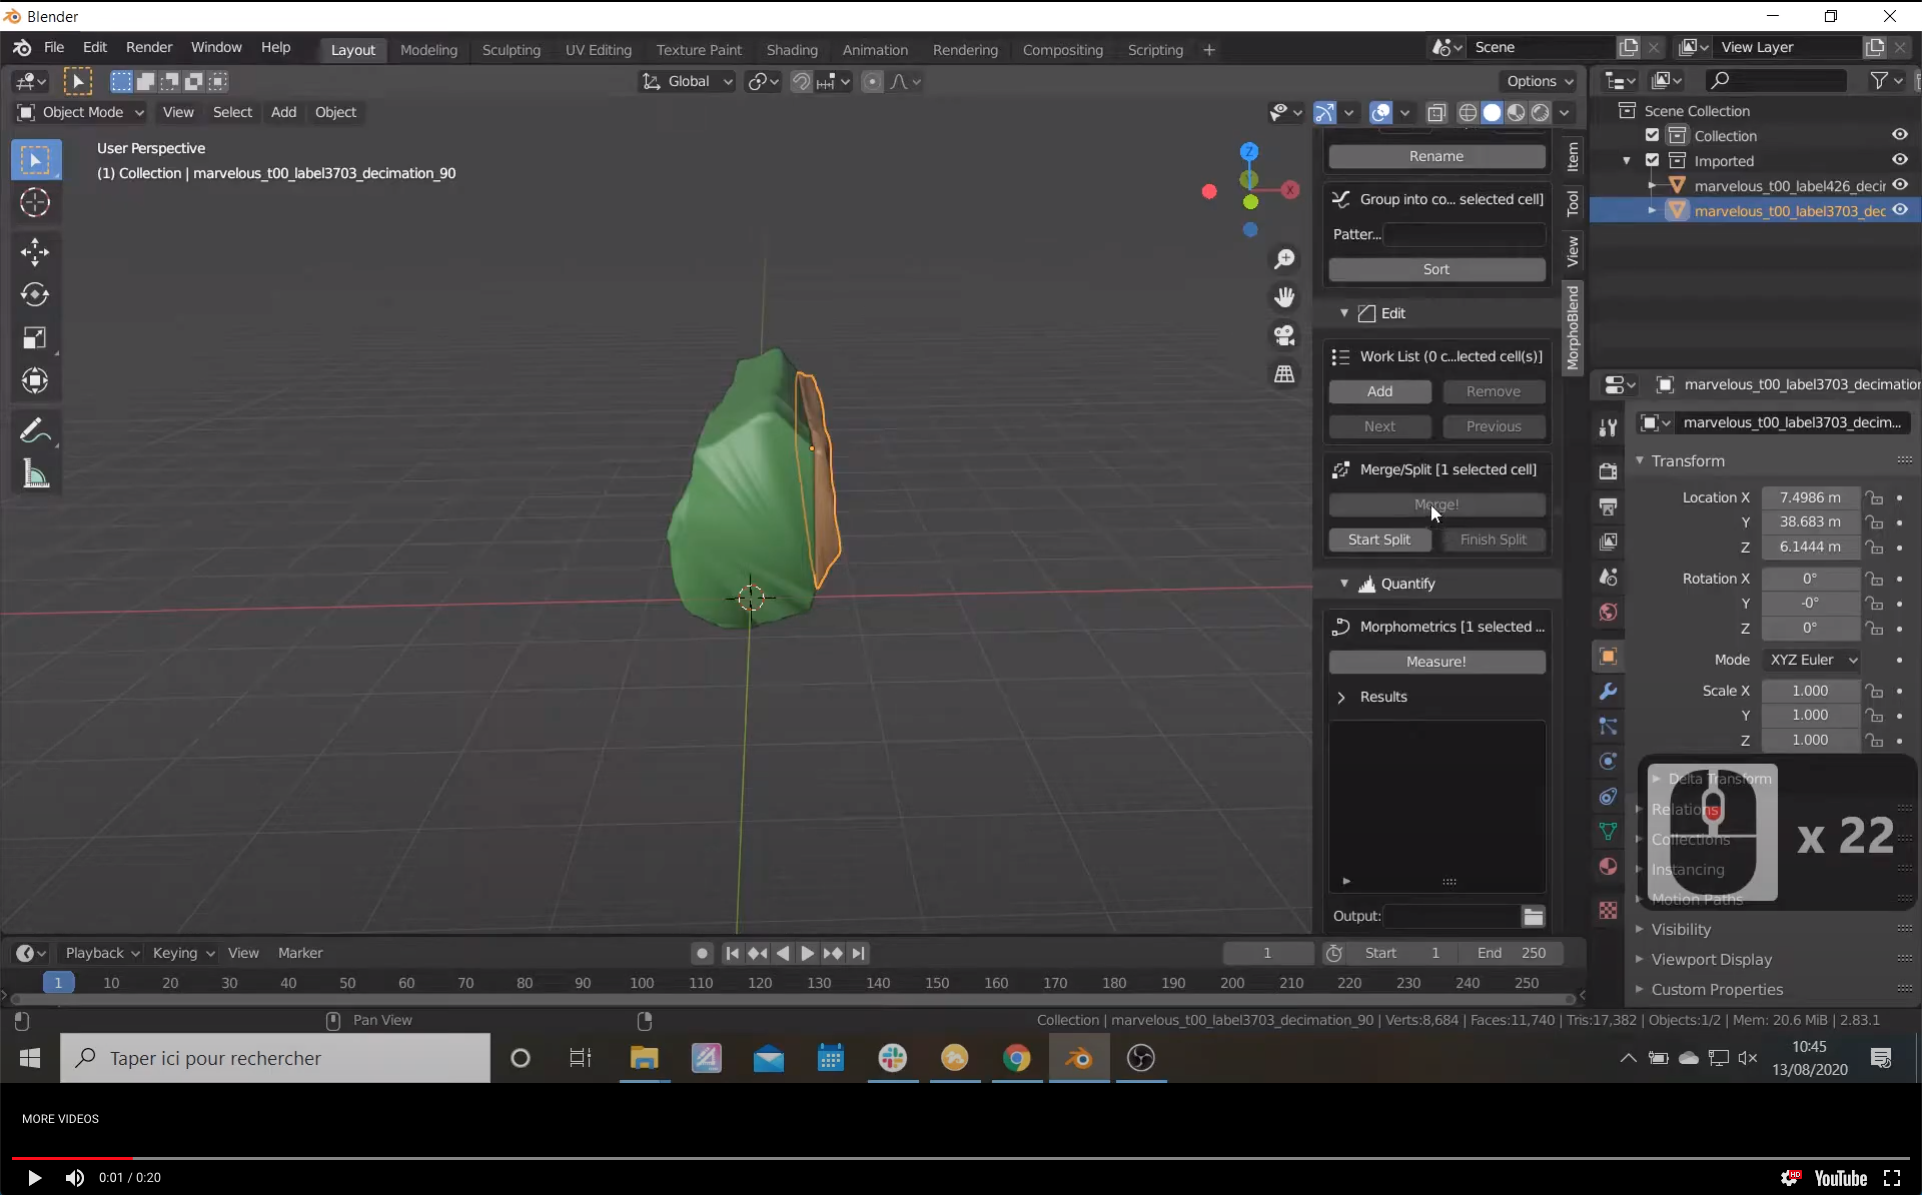 Blender
File Edit Render Window Help Layout Modeling Sculpting UV Editing Texture Paint Shading Animation Rendering Compositing Scripting + Scene View Layer
Global Options
Object Mode View Select Add Object
User Perspective
(1) Collection | marvelous_t00_label3703_decimation_90
Z
X
Rename
Group into co... selected cell]
Patter...
Sort
Edit
Work List (0 c...lected cell(s)]
Add Remove
Next Previous
Merge/Split [1 selected cell]
Merge!
Start Split Finish Split
Quantify
Morphometrics [1 selected ...
Measure!
Results
Output:
Item
Tool
View
MorphoBlend
Scene Collection
Collection
Imported
marvelous_t00_label426_decir
marvelous_t00_label3703_dec
marvelous_t00_label3703_decimatior
marvelous_t00_label3703_decim...
Transform
Location X 7.4986 m
Y 38.683 m
Z 6.1444 m
Rotation X 0°
Y -0°
Z 0°
Mode XYZ Euler
Scale X 1.000
Y 1.000
Z 1.000
Delta Transform
Relations
Collections
Instancing
Motion Paths
x 22
Visibility
Viewport Display
Custom Properties
Playback Keying View Marker 1 Start 1 End 250
1 10 20 30 40 50 60 70 80 90 100 110 120 130 140 150 160 170 180 190 200 210 220 230 240 250
Pan View
Collection | marvelous_t00_label3703_decimation_90 | Verts:8,684 | Faces:11,740 | Tris:17,382 | Objects:1/2 | Mem: 20.6 MiB | 2.83.1
Taper ici pour rechercher
10:45
13/08/2020
MORE VIDEOS
0:01 / 0:20
HD
YouTube